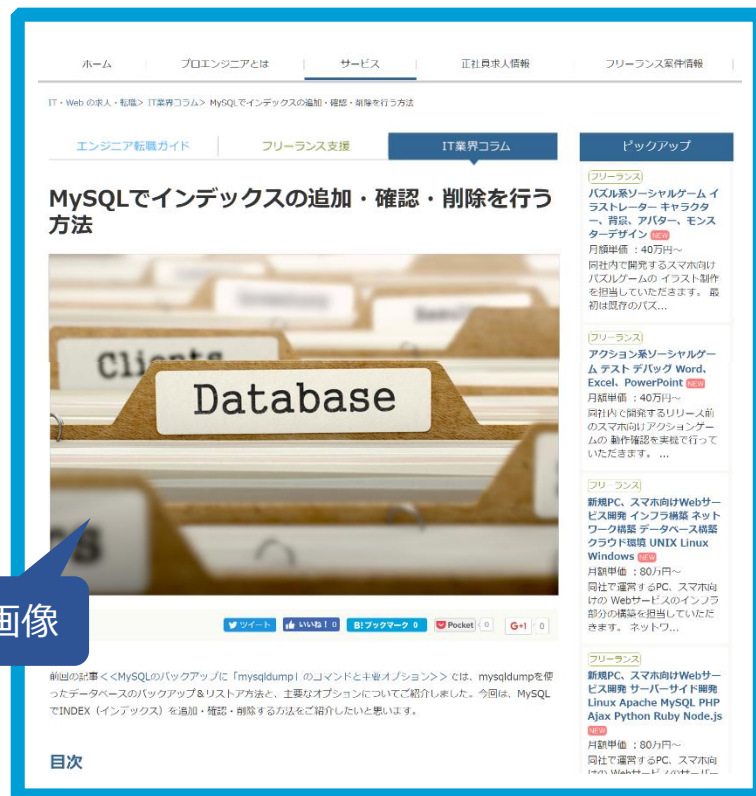 ホーム
プロエンジニアとは
サービス
正社員求人情報
フリーランス案件情報
IT・Web の求人・転職> IT業界コラム> MySQLでインデックスの追加・確認・削除を行う方法
エンジニア転職ガイド
フリーランス支援
IT業界コラム
MySQLでインデックスの追加・確認・削除を行う
方法
Clients
Database
画像
ツイート
いいね! 0
B!ブックマーク 0
Pocket 0
G+1 0
前回の記事<<MySQLのバックアップに「mysqldump」のコマンドと主要オプション>> では、mysqldumpを使
ったデータベースのバックアップ&リストア方法と、主要なオプションについてご紹介しました。今回は、MySQL
でINDEX(インデックス)を追加・確認・削除する方法をご紹介したいと思います。
目次
ピックアップ
[フリーランス]
パズル系ソーシャルゲーム イ
ラストレーター キャラクタ
ー、背景、アバター、モンス
ターデザイン NEW
月額単価 :40万円~
同社内で開発するスマホ向け
パズルゲームの イラスト制作
を担当していただきます。 最
初は既存のパズ...
[フリーランス]
アクション系ソーシャルゲー
ム テスト デバッグ Word、
Excel、PowerPoint NEW
月額単価 :40万円~
同社内で開発するリリース前
のスマホ向けアクションゲー
ムの 動作確認を実機で行って
いただきます。 ...
[フリーランス]
新規PC、スマホ向けWebサー
ビス開発 インフラ構築 ネット
ワーク構築 データベース構築
クラウド環境 UNIX Linux
Windows NEW
月額単価 :80万円~
同社で運営するPC、スマホ向
けの Webサービスのインフラ
部分の構築を担当していただ
きます。 ネットワ...
[フリーランス]
新規PC、スマホ向けWebサー
ビス開発 サーバーサイド開発
Linux Apache MySQL PHP
Ajax Python Ruby Node.js
NEW
月額単価 :80万円~
同社で運営するPC、スマホ向
けの Webサービスのサーバー